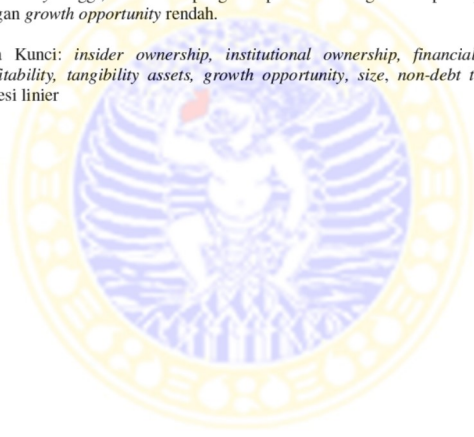 gan growth opportunity rendah.
Kunci: insider ownership, institutional ownership, financial
itability, tangibility assets, growth opportunity, size, non-debt t
esi linier